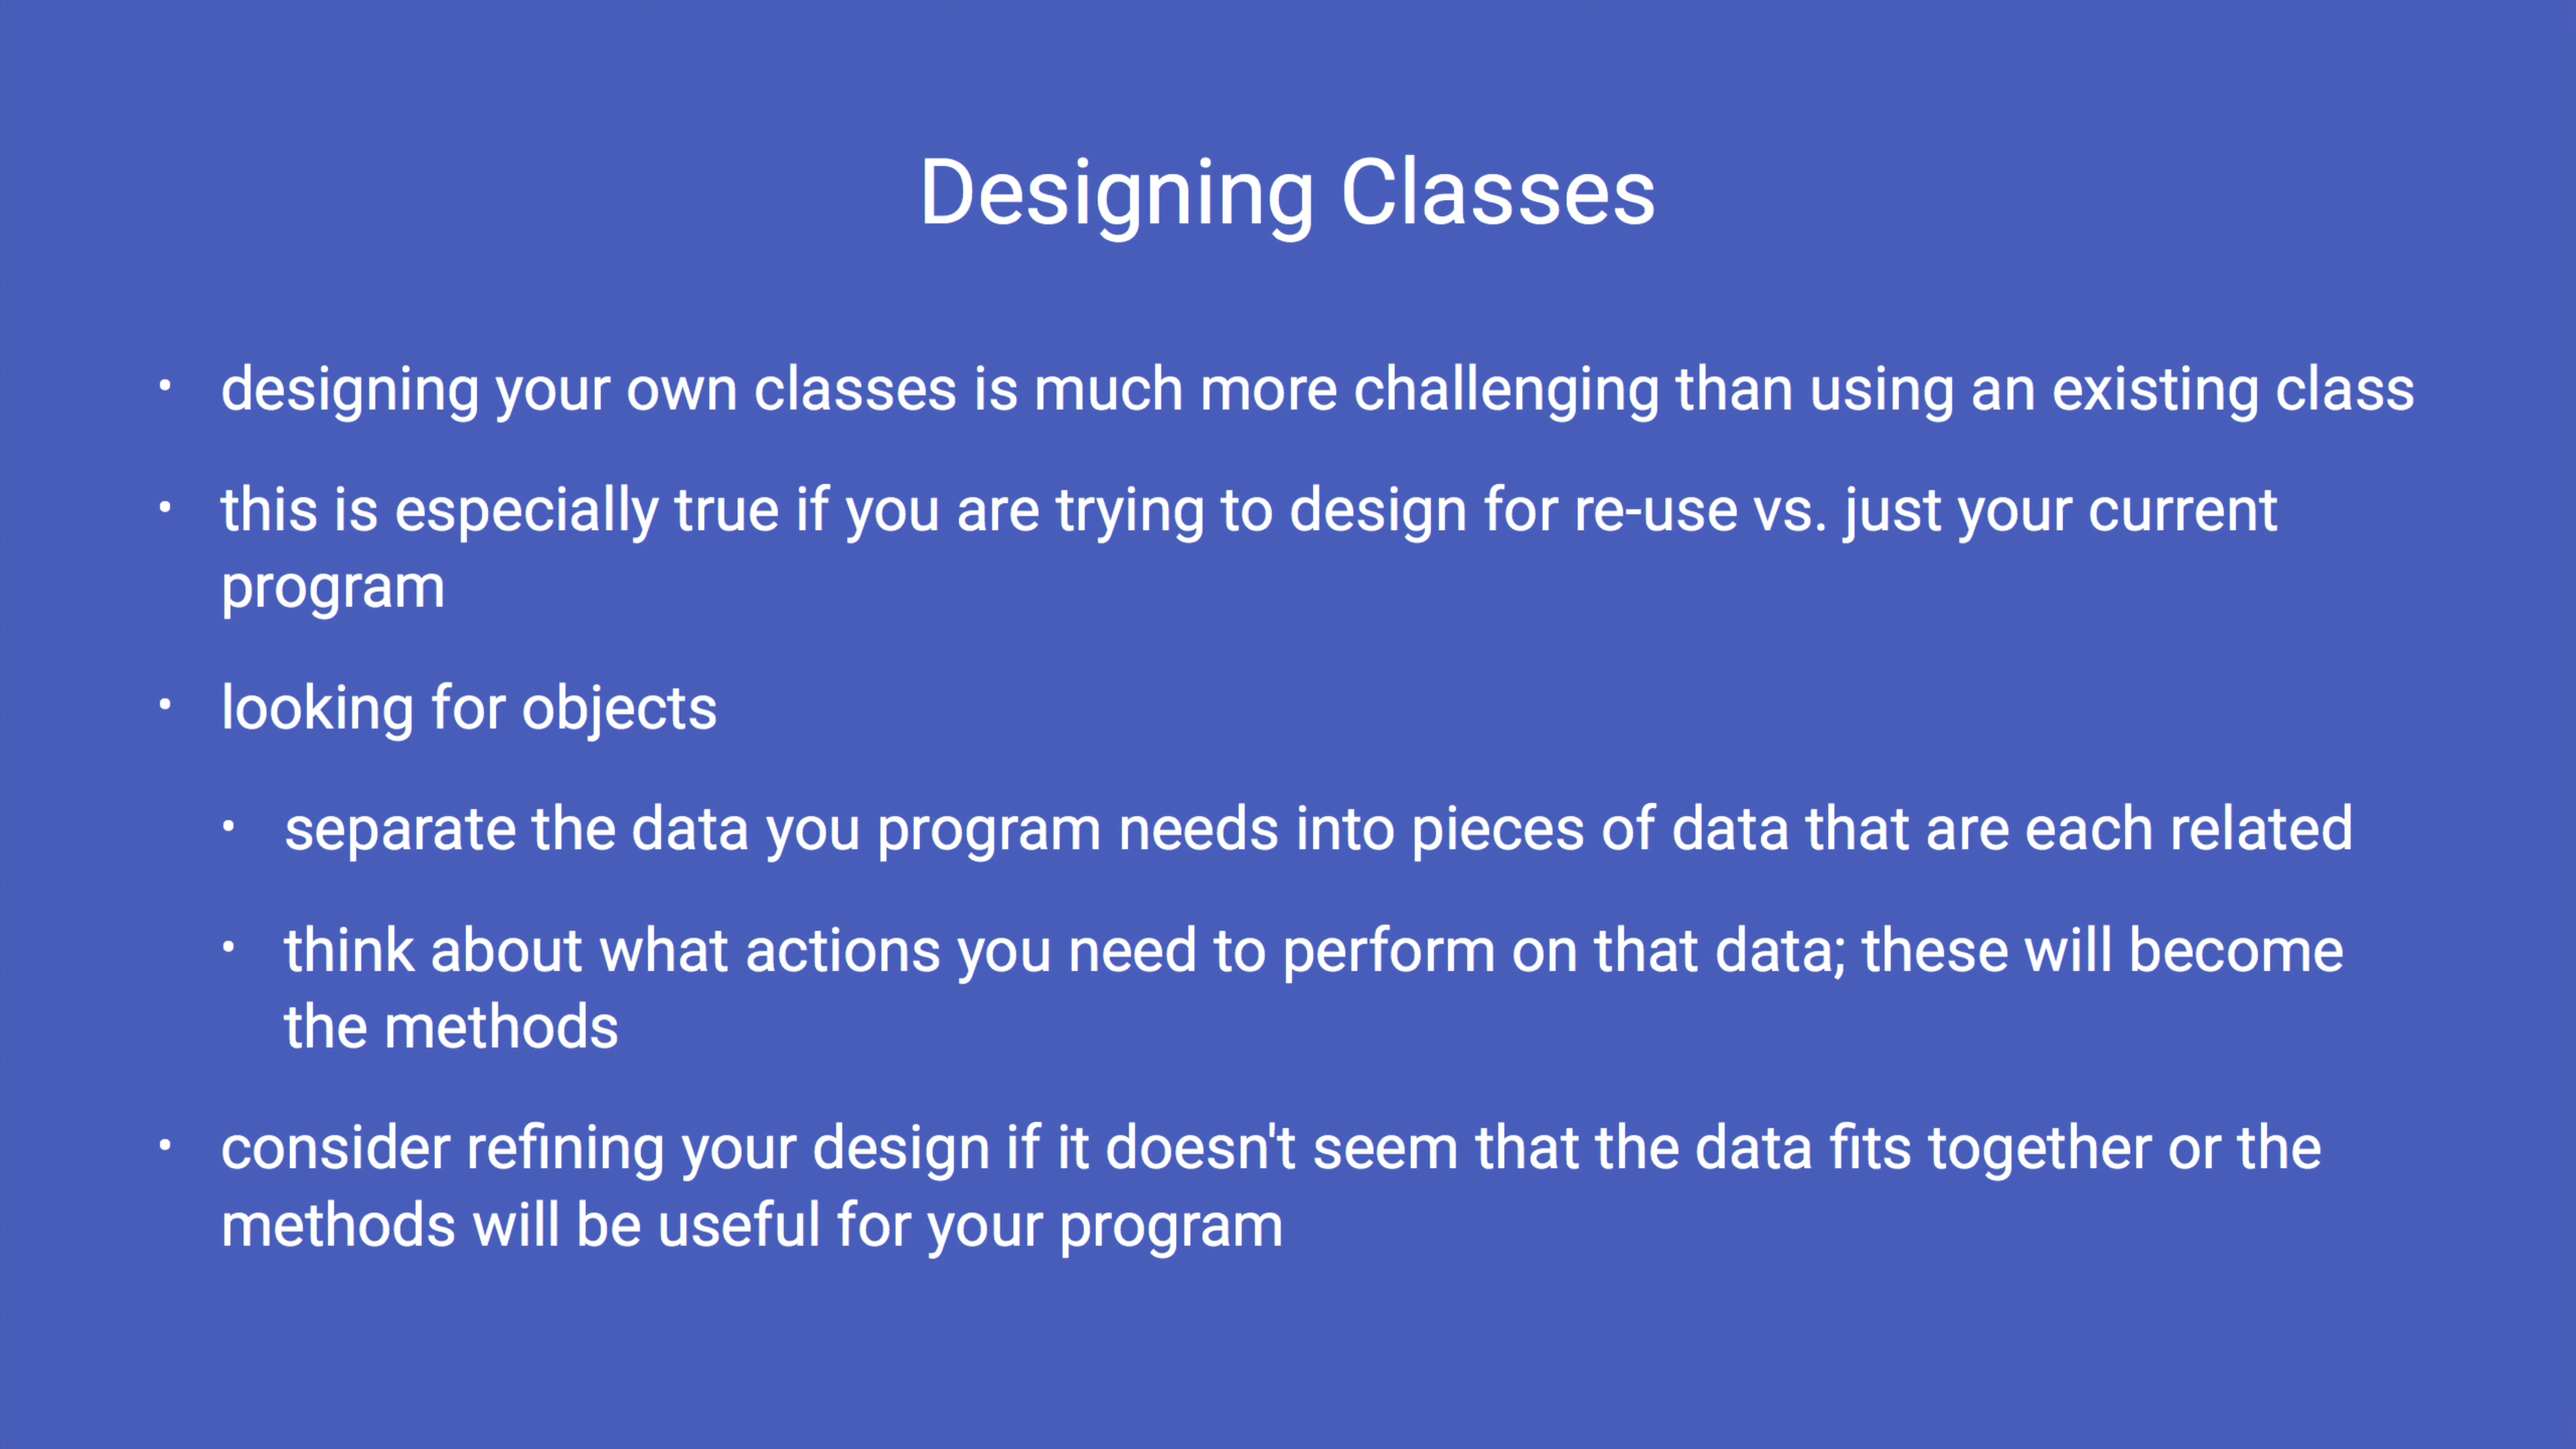 Designing Classes
• designing your own classes is much more challenging than using an existing class
• this is especially true if you are trying to design for re-use vs. just your current
program
• looking for objects
• separate the data you program needs into pieces of data that are each related
• think about what actions you need to perform on that data; these will become
the methods
• consider refining your design if it doesn't seem that the data fits together or the
methods will be useful for your program